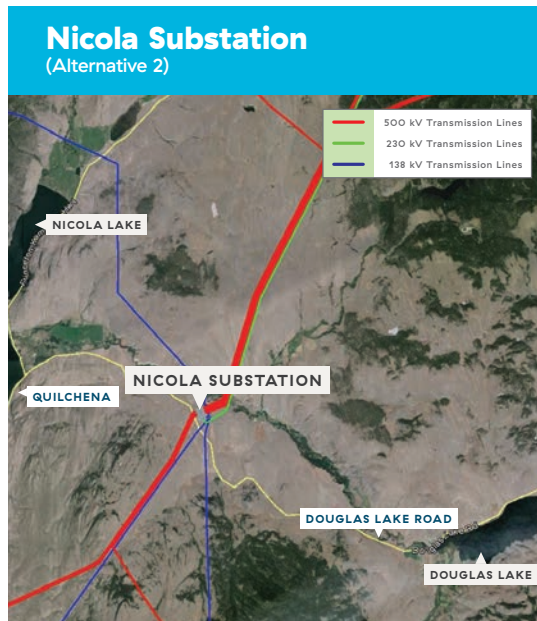 Nicola Substation
(Alternative 2)
500 kV Transmission Lines
230 kV Transmission Lines
138 kV Transmission Lines
NICOLA LAKE
NICOLA SUBSTATION
QUILCHENA
DOUGLAS LAKE ROAD
DOUGLAS LAKE